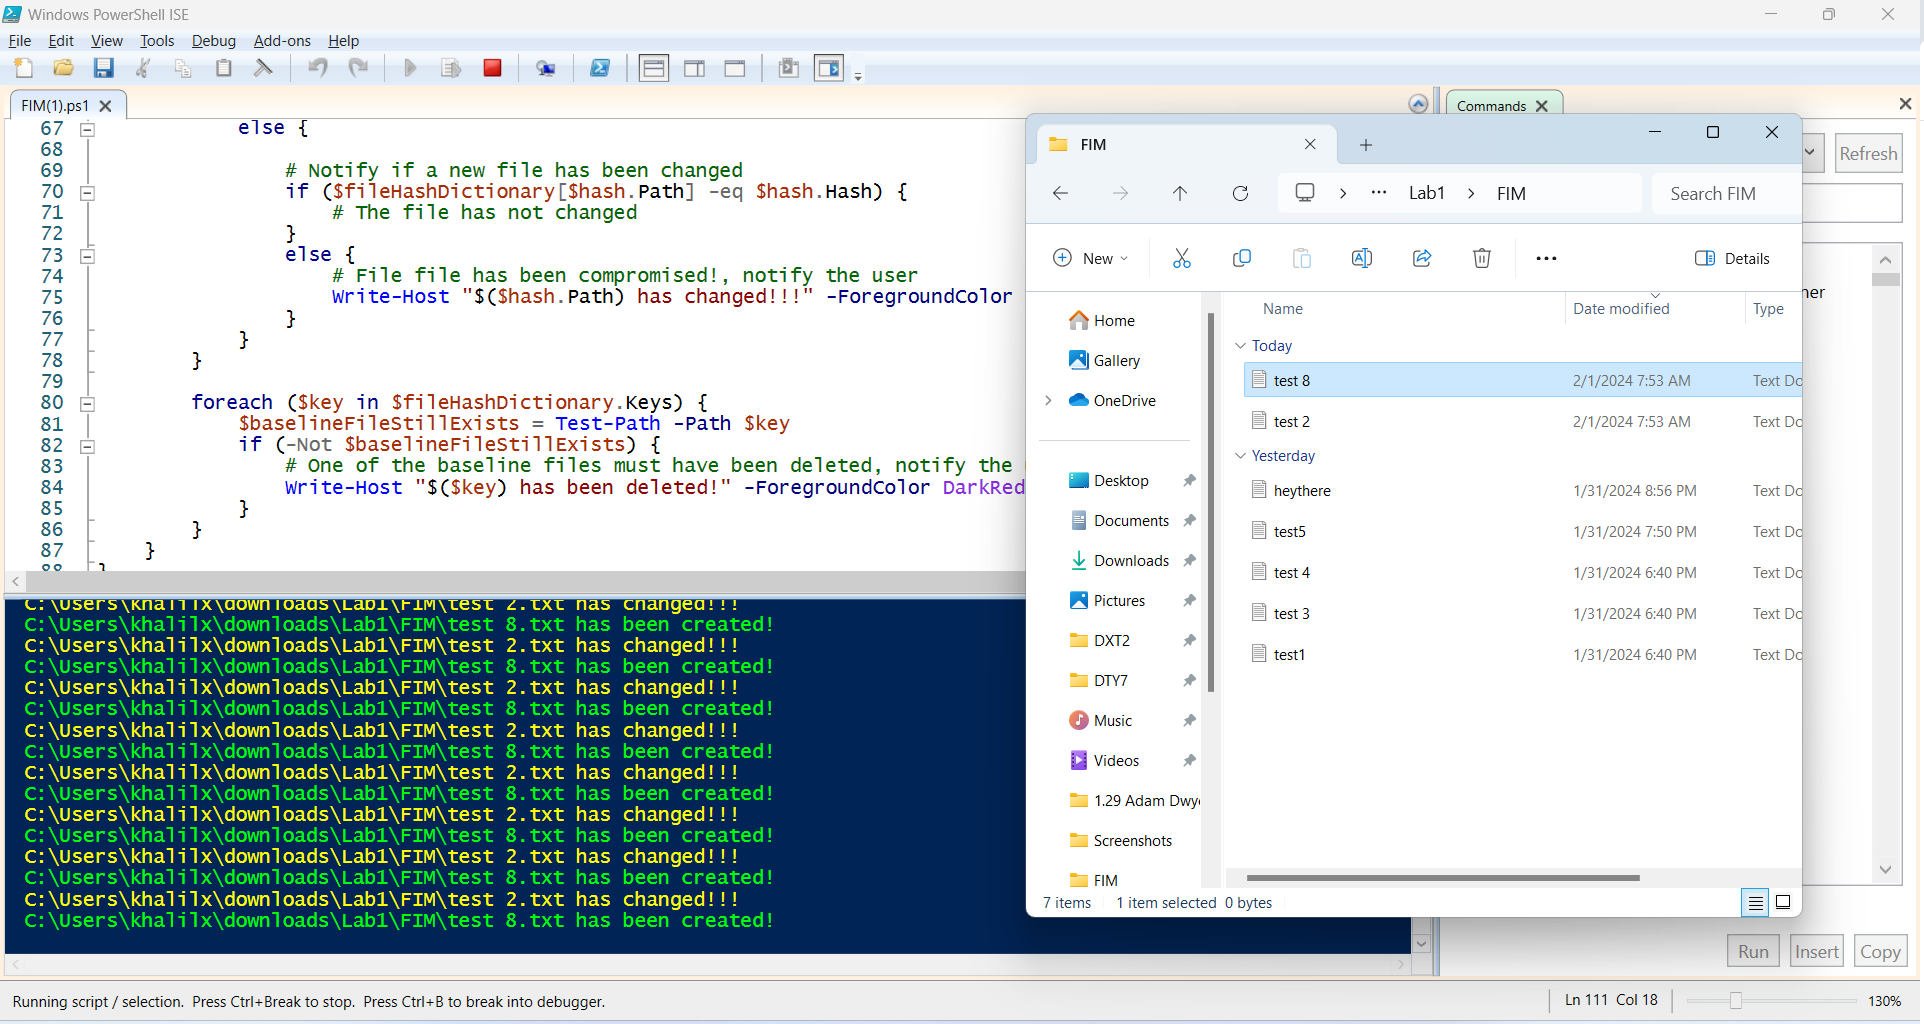 Windows PowerShell ISE
File Edit View Tools Debug Add-ons Help
FIM(1).ps1
67 else {
68
69 # Notify if a new file has been changed
70 if ($fileHashDictionary[$hash.Path] -eq $hash.Hash) {
71 # The file has not changed
72 }
73 else {
74 # File file has been compromised!, notify the user
75 Write-Host "$($hash.Path) has changed!!!" -ForegroundColor
76 }
77 }
78 }
79
80 foreach ($key in $fileHashDictionary.Keys) {
81 $baselineFileStillExists = Test-Path -Path $key
82 if (-Not $baselineFileStillExists) {
83 # One of the baseline files must have been deleted, notify the
84 Write-Host "$($key) has been deleted!" -ForegroundColor DarkRed
85 }
86 }
87 }
88 }
C:\Users\khalilx\downloads\Lab1\FIM\test 2.txt has changed!!!
C:\Users\khalilx\downloads\Lab1\FIM\test 8.txt has been created!
C:\Users\khalilx\downloads\Lab1\FIM\test 2.txt has changed!!!
C:\Users\khalilx\downloads\Lab1\FIM\test 8.txt has been created!
C:\Users\khalilx\downloads\Lab1\FIM\test 2.txt has changed!!!
C:\Users\khalilx\downloads\Lab1\FIM\test 8.txt has been created!
C:\Users\khalilx\downloads\Lab1\FIM\test 2.txt has changed!!!
C:\Users\khalilx\downloads\Lab1\FIM\test 8.txt has been created!
C:\Users\khalilx\downloads\Lab1\FIM\test 2.txt has changed!!!
C:\Users\khalilx\downloads\Lab1\FIM\test 8.txt has been created!
C:\Users\khalilx\downloads\Lab1\FIM\test 2.txt has changed!!!
C:\Users\khalilx\downloads\Lab1\FIM\test 8.txt has been created!
C:\Users\khalilx\downloads\Lab1\FIM\test 2.txt has changed!!!
C:\Users\khalilx\downloads\Lab1\FIM\test 8.txt has been created!
C:\Users\khalilx\downloads\Lab1\FIM\test 2.txt has changed!!!
C:\Users\khalilx\downloads\Lab1\FIM\test 8.txt has been created!
Commands
Refresh
FIM
Lab1 > FIM
Search FIM
New
Details
Home
Gallery
OneDrive
Desktop
Documents
Downloads
Pictures
DXT2
DTY7
Music
Videos
1.29 Adam Dwy
Screenshots
FIM
Name Date modified Type
Today
test 8 2/1/2024 7:53 AM Text Do
test 2 2/1/2024 7:53 AM Text Do
Yesterday
heythere 1/31/2024 8:56 PM Text Do
test5 1/31/2024 7:50 PM Text Do
test 4 1/31/2024 6:40 PM Text Do
test 3 1/31/2024 6:40 PM Text Do
test1 1/31/2024 6:40 PM Text Do
7 items 1 item selected 0 bytes
Run Insert Copy
Running script / selection. Press Ctrl+Break to stop. Press Ctrl+B to break into debugger.
Ln 111 Col 18
130%